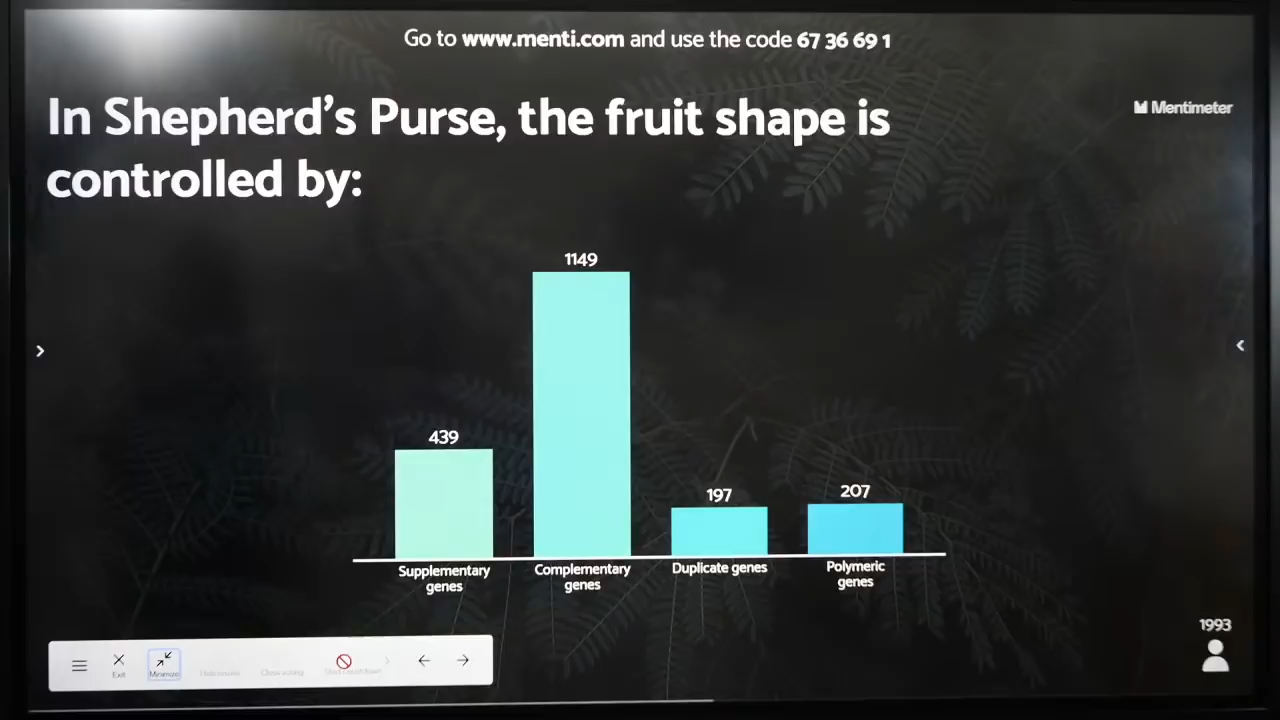 Go to www.menti.com and use the code 67 36 69 1
In Shepherd's Purse, the fruit shape is
controlled by:
Mentimeter
1149
439
197
207
Supplementary
genes
Complementary
genes
Duplicate genes
Polymeric
genes
1993
Exit
Minimize